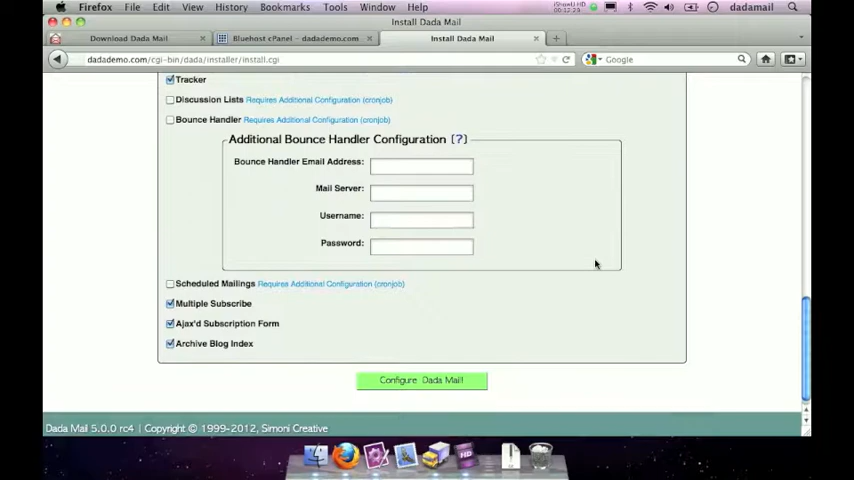 Firefox File Edit View History Bookmarks Tools Window Help dadamail
Install Dada Mail
Download Dada Mail Bluehost cPanel – dadademo.com Install Dada Mail
dadademo.com/cgi-bin/dada/installer/install.cgi Google
Tracker
Discussion Lists Requires Additional Configuration (cronjob)
Bounce Handler Requires Additional Configuration (cronjob)
Additional Bounce Handler Configuration [?]
Bounce Handler Email Address:
Mail Server:
Username:
Password:
Scheduled Mailings Requires Additional Configuration (cronjob)
Multiple Subscribe
Ajax'd Subscription Form
Archive Blog Index
Configure Dada Mail!
Dada Mail 5.0.0 rc4 | Copyright © 1999-2012, Simoni Creative
HD